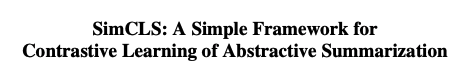 SimCLS: A Simple Framework for
Contrastive Learning of Abstractive Summarization